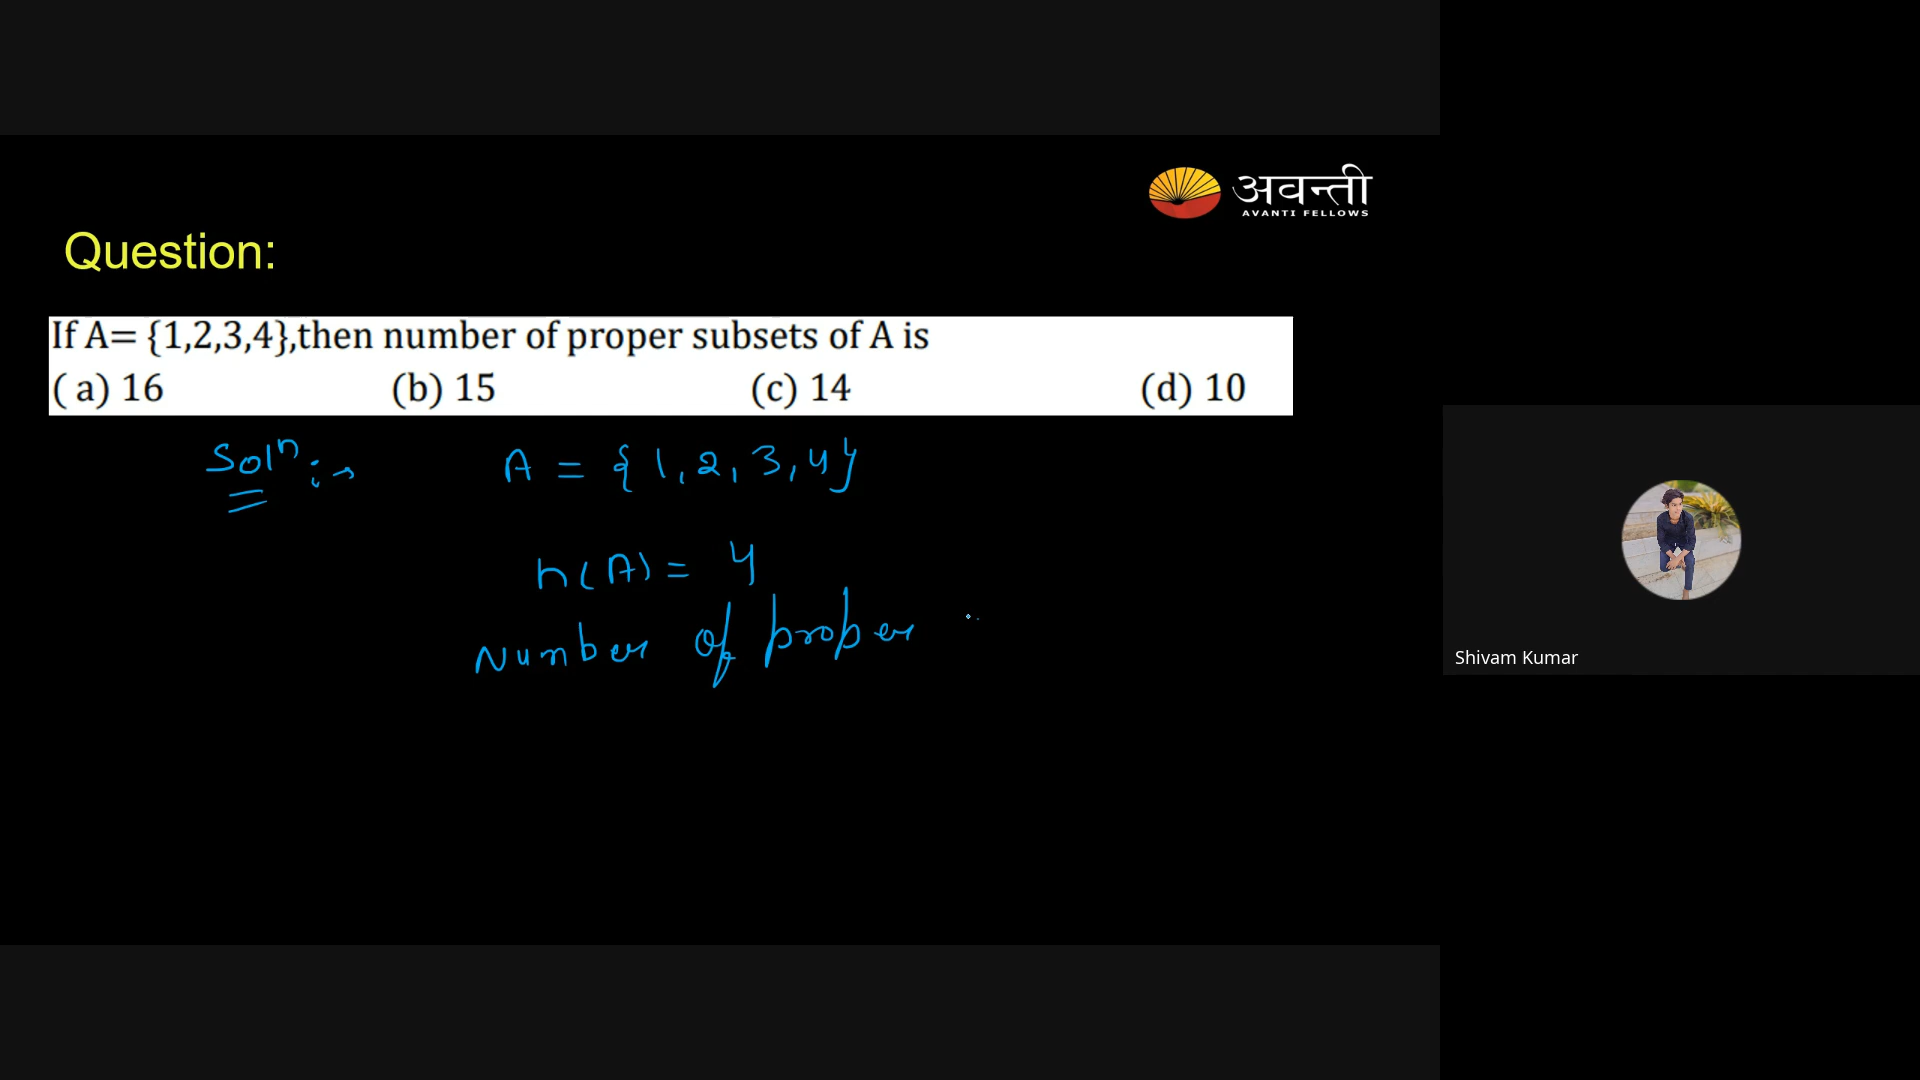 अवन्ती
AVANTI FELLOWS
Question:
If A= {1,2,3,4},then number of proper subsets of A is
( a) 16 (b) 15 (c) 14 (d) 10
Solⁿ :→ A = {1, 2, 3, 4}
n(A) = 4
Number of proper
Shivam Kumar